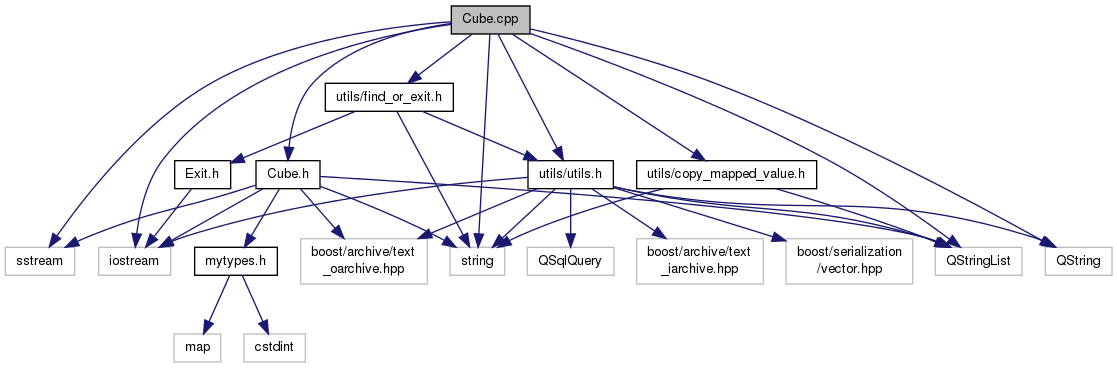 Cube.cpp
utils/find_or_exit.h
Exit.h
Cube.h
utils/utils.h
utils/copy_mapped_value.h
sstream
iostream
mytypes.h
boost/archive/text
_oarchive.hpp
string
QSqlQuery
boost/archive/text
_iarchive.hpp
boost/serialization
/vector.hpp
QStringList
QString
map
cstdint